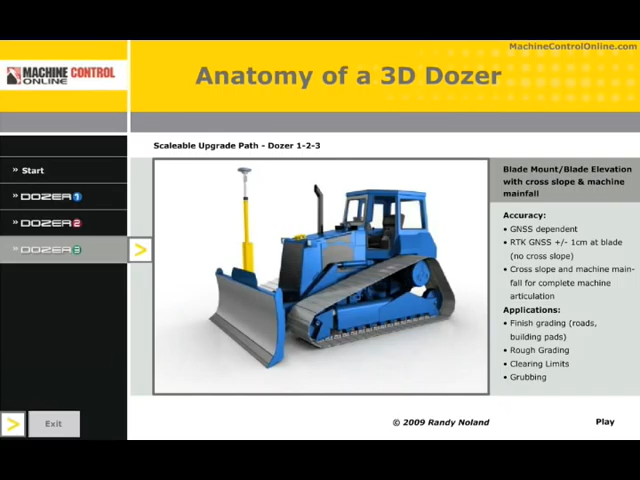 MachineControlOnline.com
MACHINE CONTROL
ONLINE
Anatomy of a 3D Dozer
Scaleable Upgrade Path - Dozer 1-2-3
» Start
» DOZER 1
» DOZER 2
» DOZER 3
>
Blade Mount/Blade Elevation
with cross slope & machine
mainfall
Accuracy:
• GNSS dependent
• RTK GNSS +/- 1cm at blade
(no cross slope)
• Cross slope and machine main-
fall for complete machine
articulation
Applications:
• Finish grading (roads,
building pads)
• Rough Grading
• Clearing Limits
• Grubbing
> Exit
© 2009 Randy Noland
Play